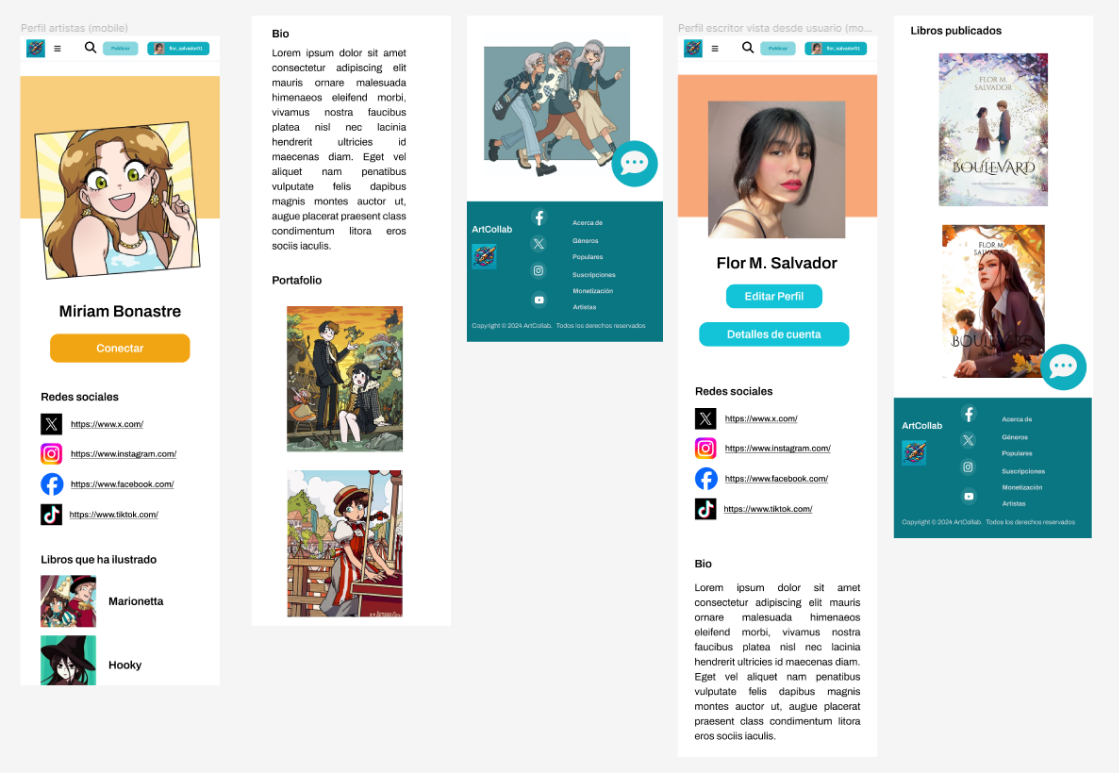 Perfil artistas (mobile)
Publicar
flor_salvador01
Miriam Bonastre
Conectar
Redes sociales
https://www.x.com/
https://www.instagram.com/
https://www.facebook.com/
https://www.tiktok.com/
Libros que ha ilustrado
Marionetta
Hooky
Bio
Lorem ipsum dolor sit amet
consectetur adipiscing elit
mauris ornare malesuada
himenaeos eleifend morbi,
vivamus nostra faucibus
platea nisl nec lacinia
hendrerit ultricies id
maecenas diam. Eget vel
aliquet nam penatibus
vulputate felis dapibus
magnis montes auctor ut,
augue placerat praesent class
condimentum litora eros
sociis iaculis.
Portafolio
ArtCollab
Acerca de
Géneros
Populares
Suscripciones
Monetización
Artistas
Copyright © 2024 ArtCollab. Todos los derechos reservados
Perfil escritor vista desde usuario (mo...
Publicar
flor_salvador01
Flor M. Salvador
Editar Perfil
Detalles de cuenta
Redes sociales
https://www.x.com/
https://www.instagram.com/
https://www.facebook.com/
https://www.tiktok.com/
Bio
Lorem ipsum dolor sit amet
consectetur adipiscing elit mauris
ornare malesuada himenaeos
eleifend morbi, vivamus nostra
faucibus platea nisl nec lacinia
hendrerit ultricies id maecenas diam.
Eget vel aliquet nam penatibus
vulputate felis dapibus magnis
montes auctor ut, augue placerat
praesent class condimentum litora
eros sociis iaculis.
Libros publicados
FLOR M.
SALVADOR
BOULEVARD
FLOR M.
SALVADOR
BOULEVARD
ArtCollab
Acerca de
Géneros
Populares
Suscripciones
Monetización
Artistas
Copyright © 2024 ArtCollab. Todos los derechos reservados